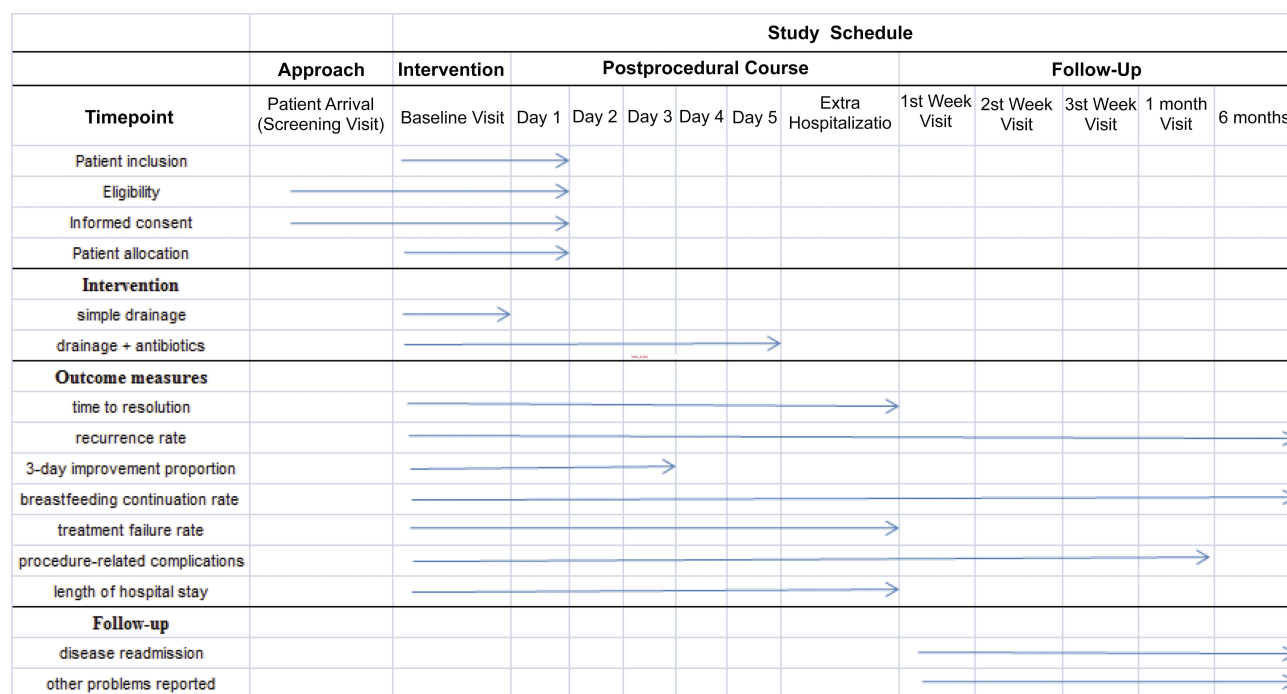 Study Schedule
Approach Intervention Postprocedural Course Follow-Up
Timepoint
Patient Arrival
(Screening Visit)
Baseline Visit
Day 1
Day 2
Day 3
Day 4
Day 5
Extra
Hospitalizatio
1st Week
Visit
2st Week
Visit
3st Week
Visit
1 month
Visit
6 months
Patient inclusion
Eligibility
Informed consent
Patient allocation
Intervention
simple drainage
drainage + antibiotics
Outcome measures
time to resolution
recurrence rate
3-day improvement proportion
breastfeeding continuation rate
treatment failure rate
procedure-related complications
length of hospital stay
Follow-up
disease readmission
other problems reported